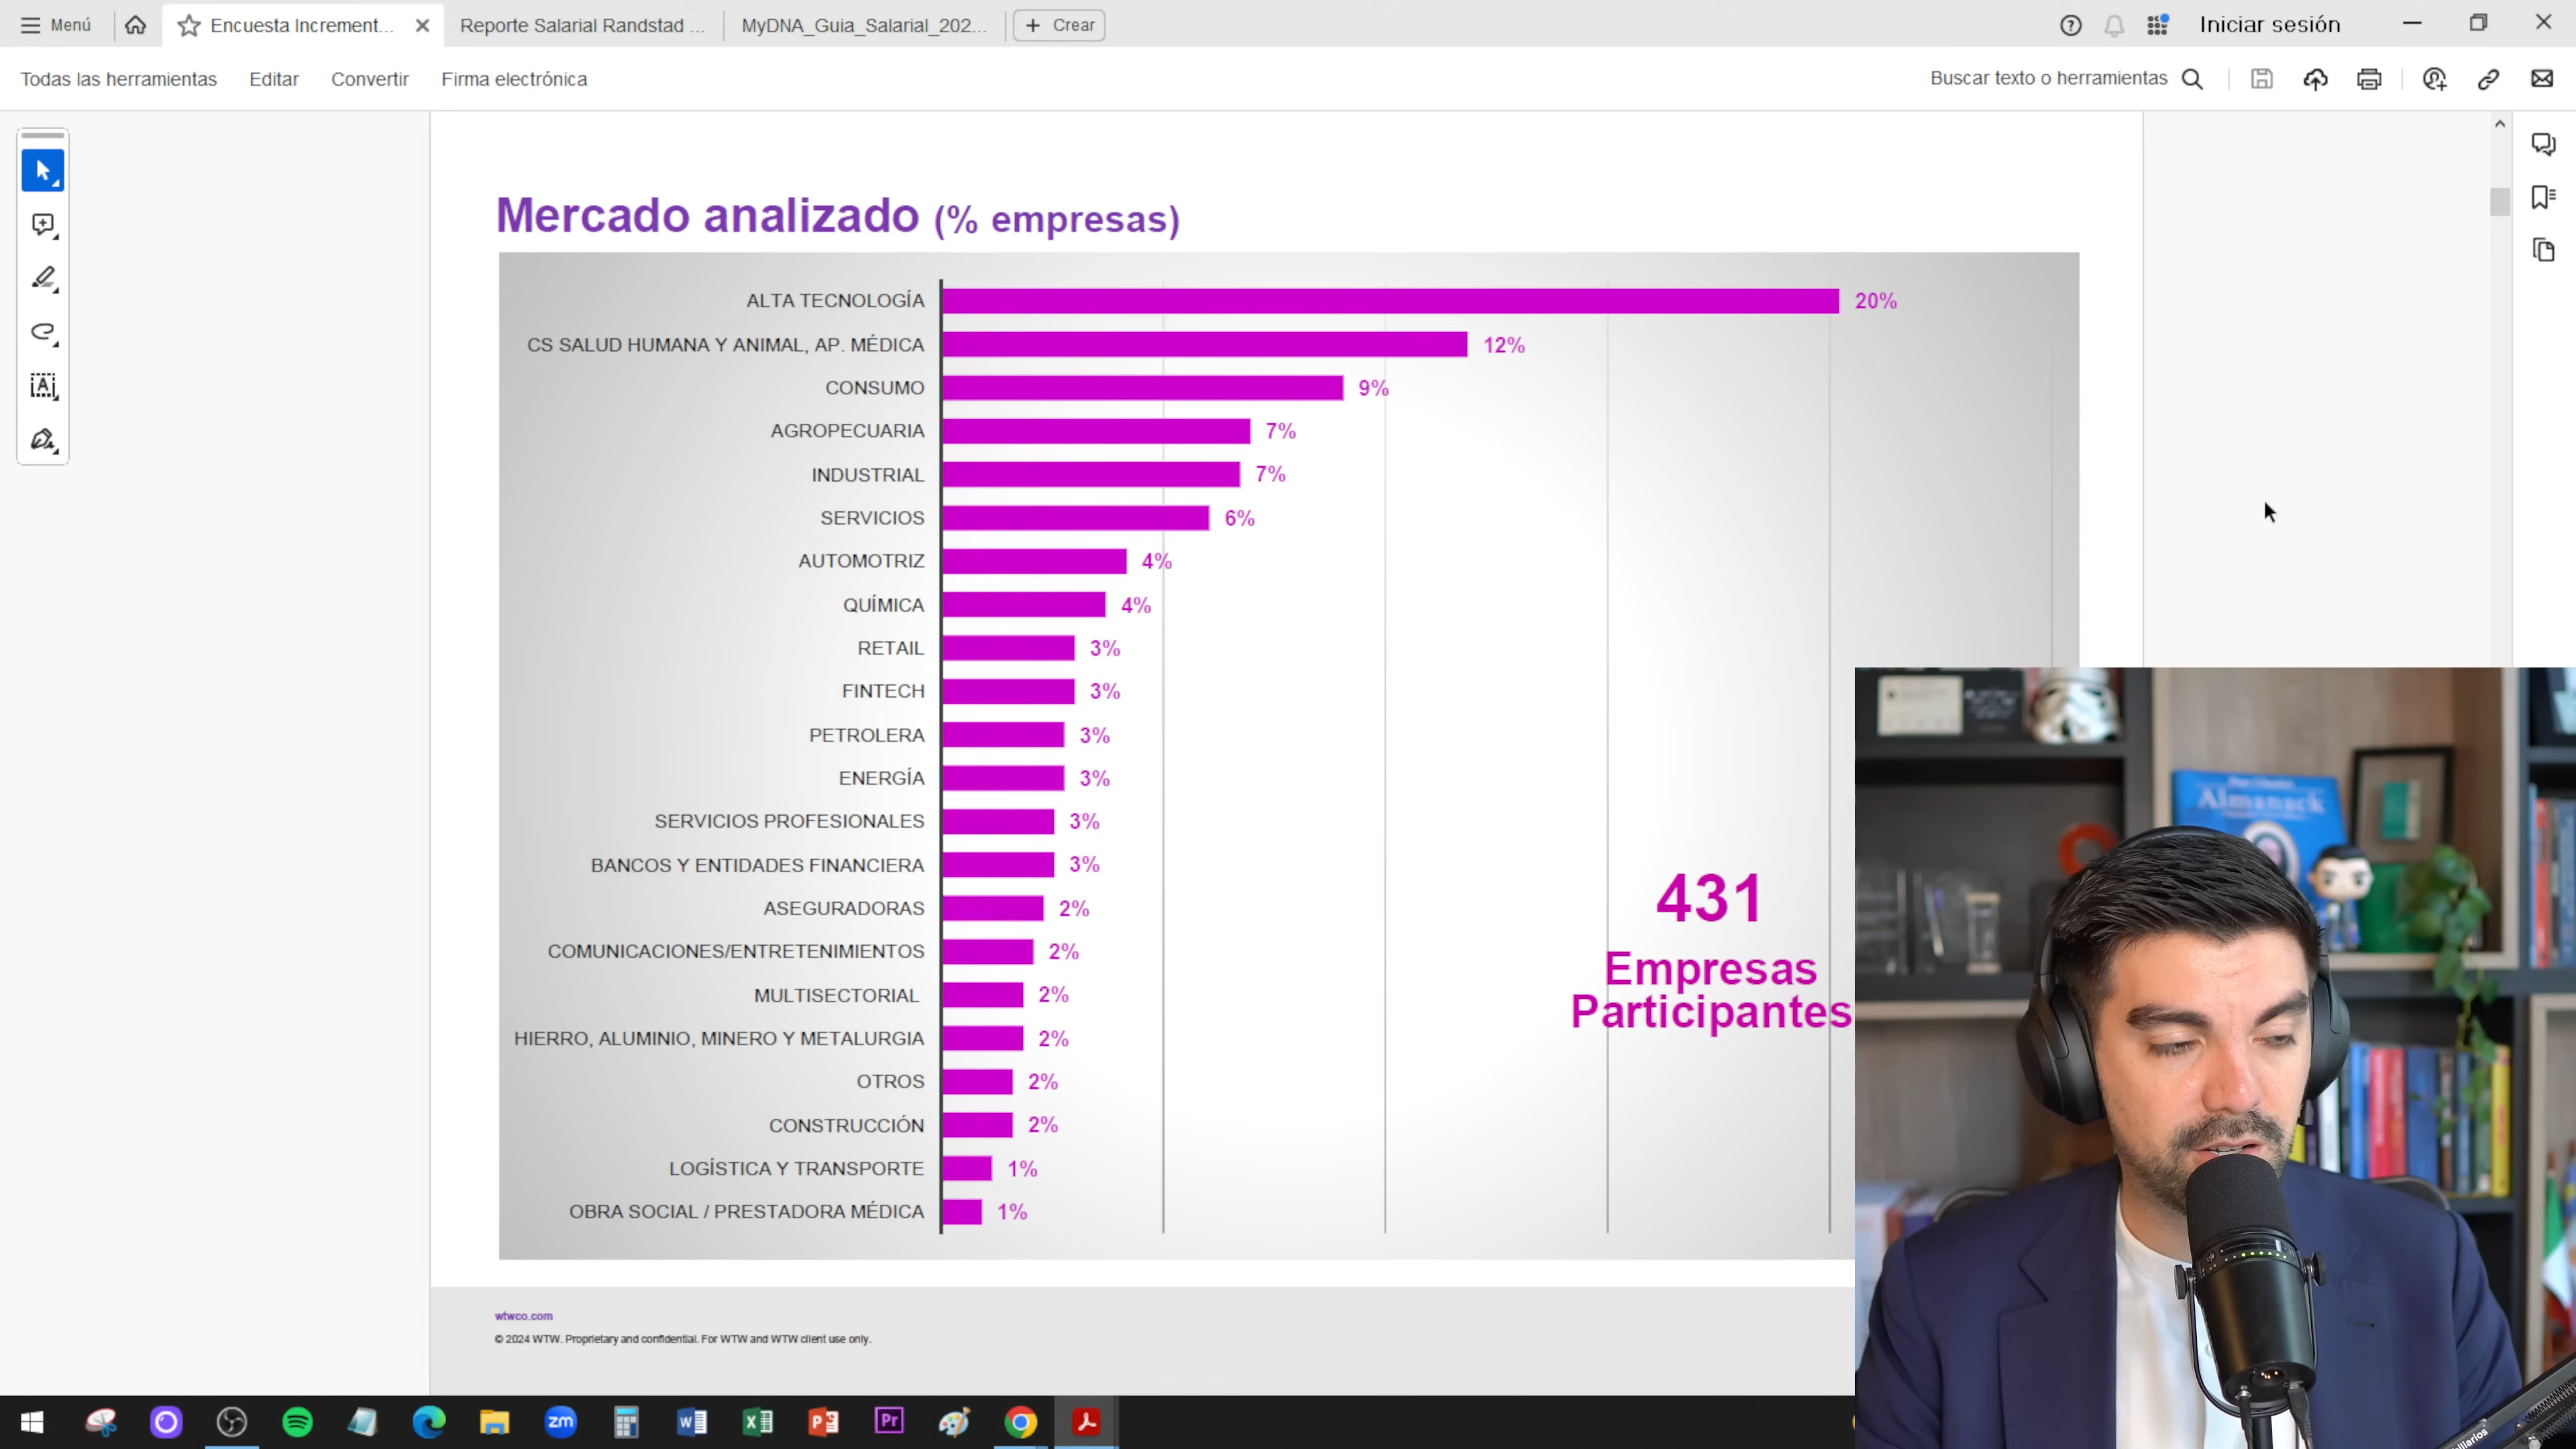 Menú
Encuesta Increment...
Reporte Salarial Randstad ...
MyDNA_Guia_Salarial_202...
+ Crear
Iniciar sesión
Todas las herramientas
Editar
Convertir
Firma electrónica
Buscar texto o herramientas
Mercado analizado (% empresas)
ALTA TECNOLOGÍA 20%
CS SALUD HUMANA Y ANIMAL, AP. MÉDICA 12%
CONSUMO 9%
AGROPECUARIA 7%
INDUSTRIAL 7%
SERVICIOS 6%
AUTOMOTRIZ 4%
QUÍMICA 4%
RETAIL 3%
FINTECH 3%
PETROLERA 3%
ENERGÍA 3%
SERVICIOS PROFESIONALES 3%
BANCOS Y ENTIDADES FINANCIERA 3%
ASEGURADORAS 2%
COMUNICACIONES/ENTRETENIMIENTOS 2%
MULTISECTORIAL 2%
HIERRO, ALUMINIO, MINERO Y METALURGIA 2%
OTROS 2%
CONSTRUCCIÓN 2%
LOGÍSTICA Y TRANSPORTE 1%
OBRA SOCIAL / PRESTADORA MÉDICA 1%
431
Empresas
Participantes
Almanack
wtwco.com
© 2024 WTW. Proprietary and confidential. For WTW and WTW client use only.
zm
Pr